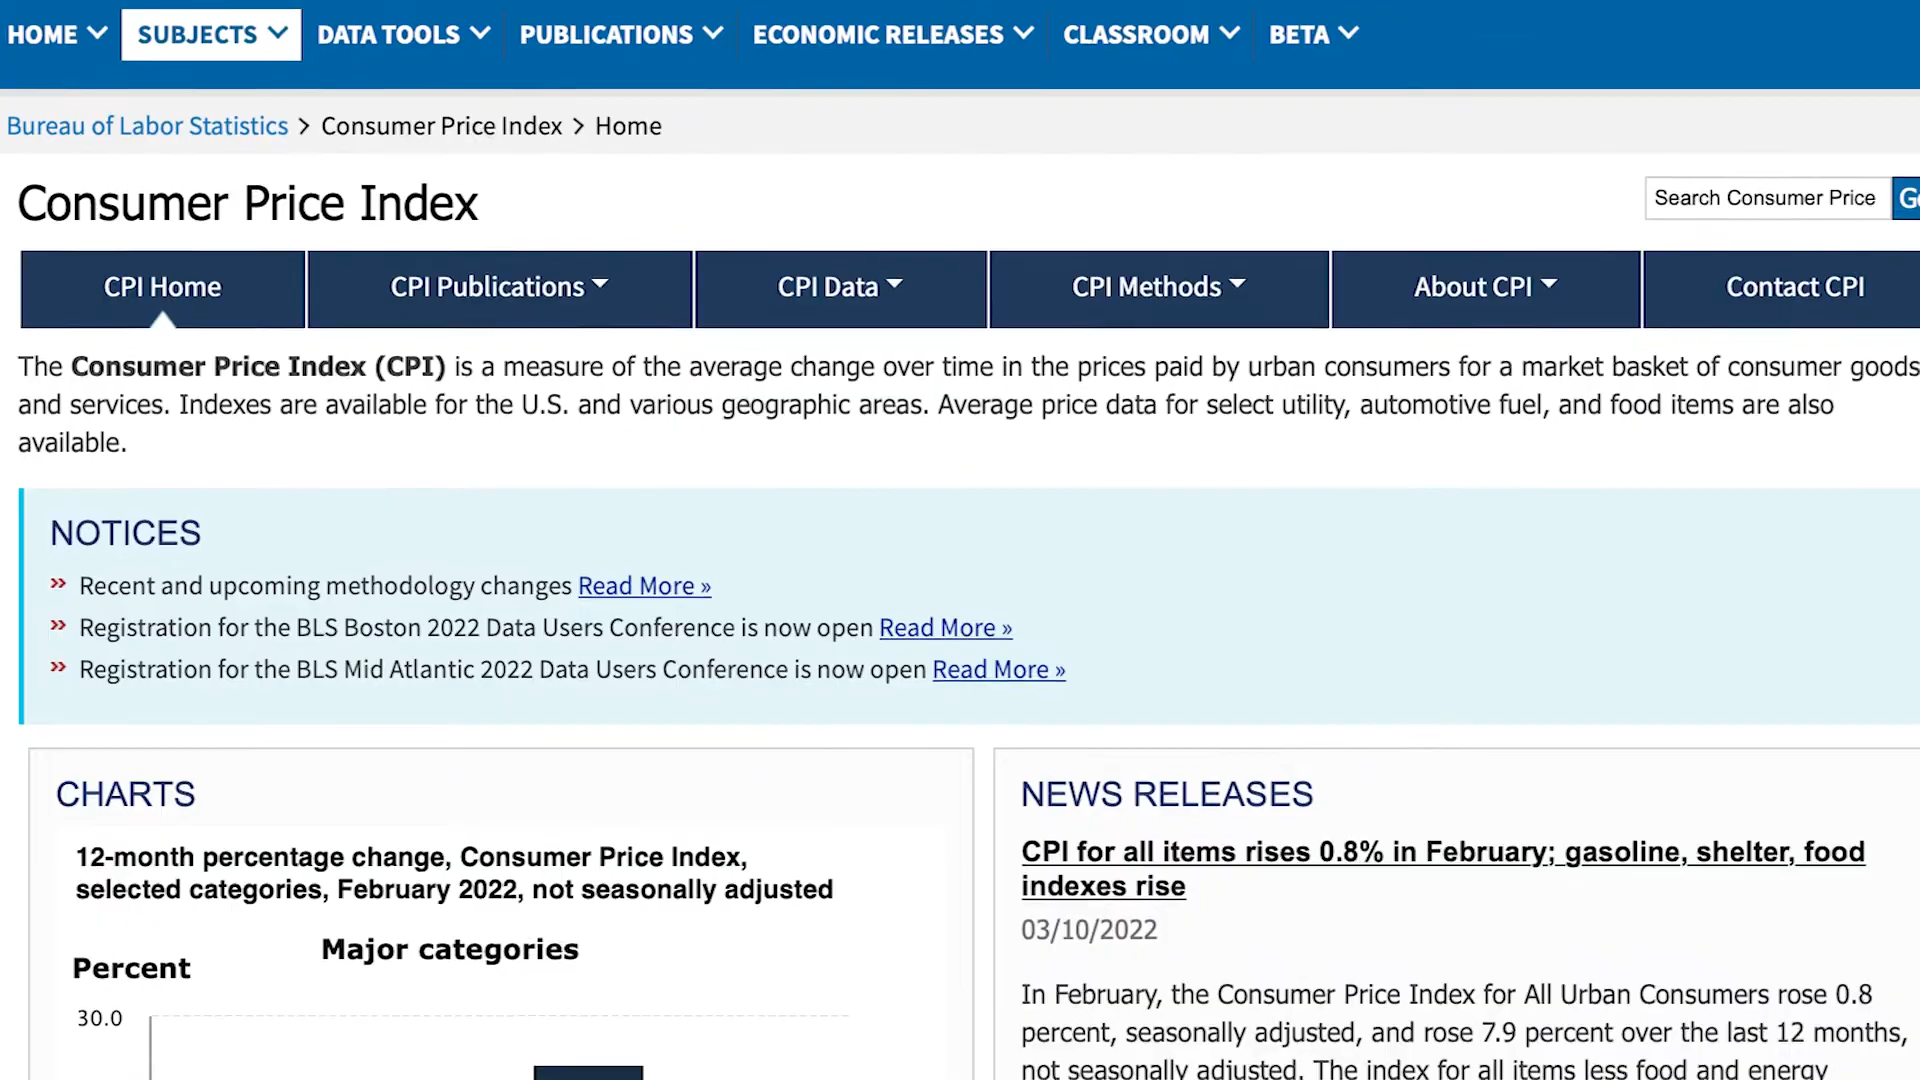 HOME SUBJECTS DATA TOOLS PUBLICATIONS ECONOMIC RELEASES CLASSROOM BETA
Bureau of Labor Statistics > Consumer Price Index > Home
Consumer Price Index
Search Consumer Price Go
CPI Home CPI Publications CPI Data CPI Methods About CPI Contact CPI
The Consumer Price Index (CPI) is a measure of the average change over time in the prices paid by urban consumers for a market basket of consumer goods
and services. Indexes are available for the U.S. and various geographic areas. Average price data for select utility, automotive fuel, and food items are also
available.
NOTICES
Recent and upcoming methodology changes Read More »
Registration for the BLS Boston 2022 Data Users Conference is now open Read More »
Registration for the BLS Mid Atlantic 2022 Data Users Conference is now open Read More »
CHARTS
12-month percentage change, Consumer Price Index,
selected categories, February 2022, not seasonally adjusted
Major categories
Percent
30.0
NEWS RELEASES
CPI for all items rises 0.8% in February; gasoline, shelter, food
indexes rise
03/10/2022
In February, the Consumer Price Index for All Urban Consumers rose 0.8
percent, seasonally adjusted, and rose 7.9 percent over the last 12 months,
not seasonally adjusted. The index for all items less food and energy